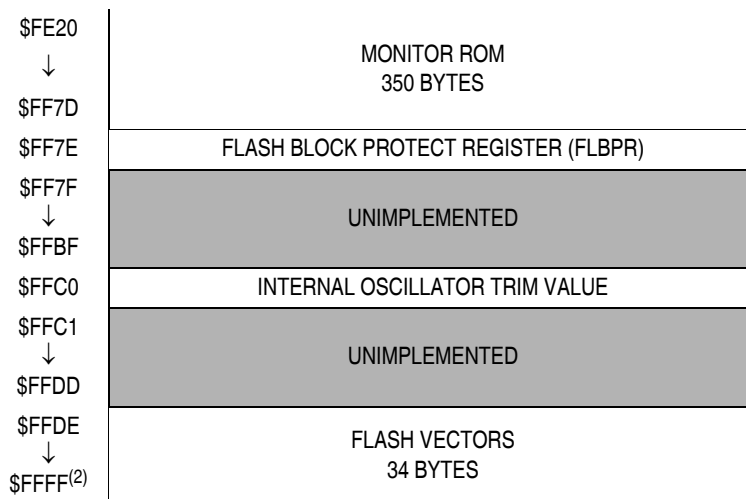 $FE20
↓
$FF7D
MONITOR ROM
350 BYTES
$FF7E
FLASH BLOCK PROTECT REGISTER (FLBPR)
$FF7F
↓
$FFBF
UNIMPLEMENTED
$FFC0
INTERNAL OSCILLATOR TRIM VALUE
$FFC1
↓
$FFDD
UNIMPLEMENTED
$FFDE
↓
$FFFF(2)
FLASH VECTORS
34 BYTES